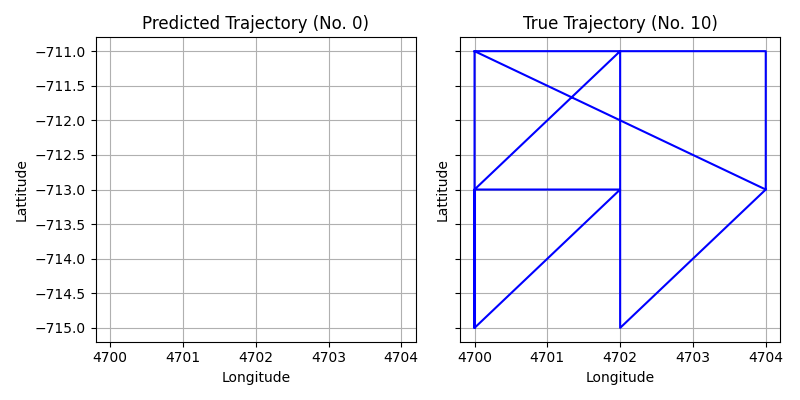 Predicted Trajectory (No. 0)
True Trajectory (No. 10)
Lattitude
−711.0
−711.5
−712.0
−712.5
−713.0
−713.5
−714.0
−714.5
−715.0
4700 4701 4702 4703 4704
Longitude
Lattitude
4700 4701 4702 4703 4704
Longitude